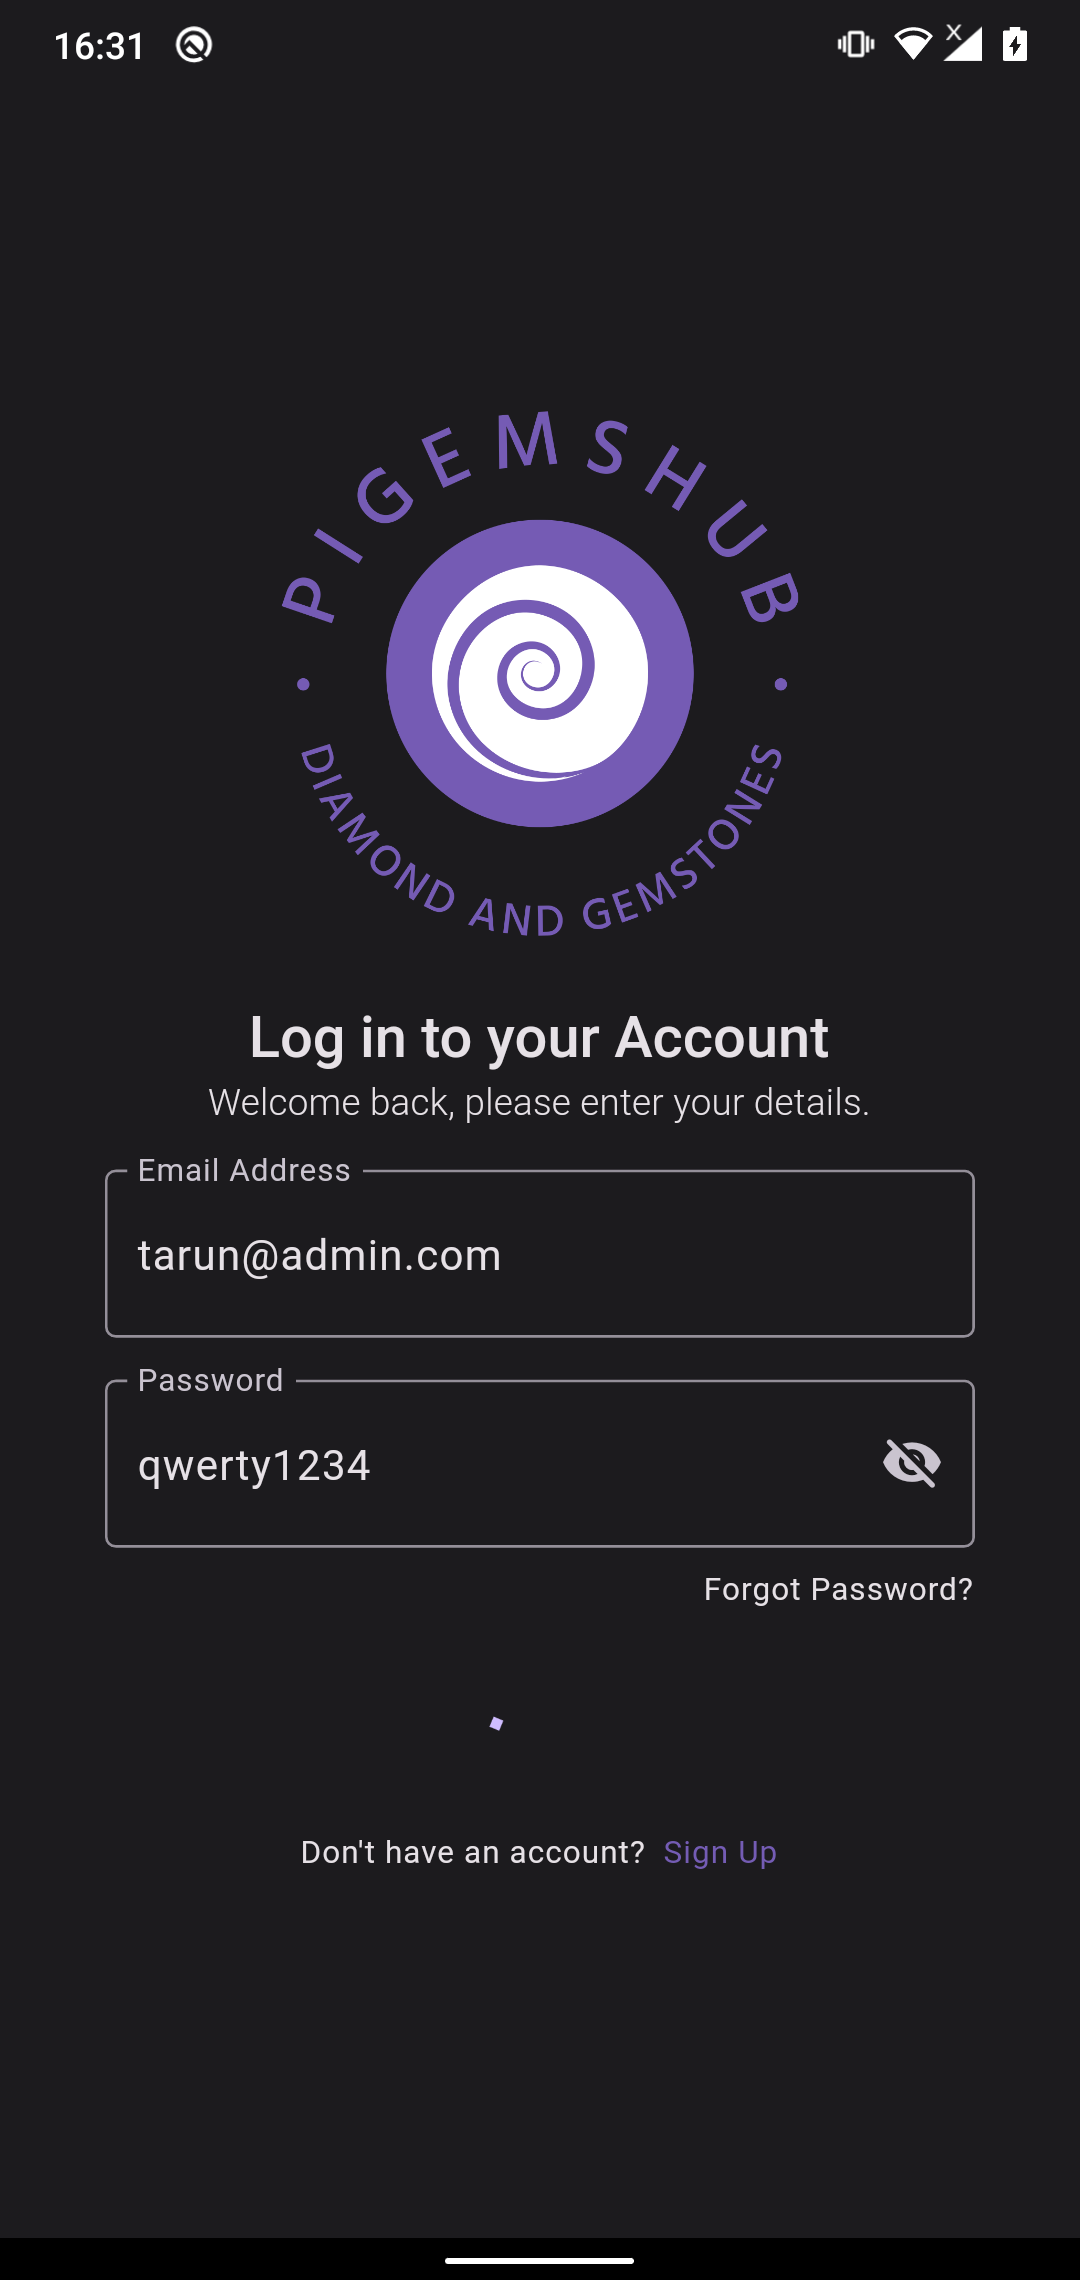 16:31
PIGEMSHUB
DIAMOND AND GEMSTONES
Log in to your Account
Welcome back, please enter your details.
Email Address
tarun@admin.com
Password
qwerty1234
Forgot Password?
Don't have an account? Sign Up